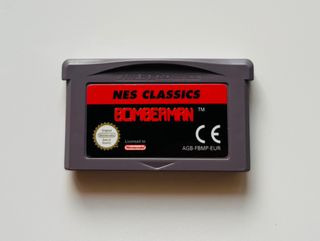 NES CLASSICS
BOMBERMAN™
Licensed to
Nintendo
CE
AGB-FBMP-EUR